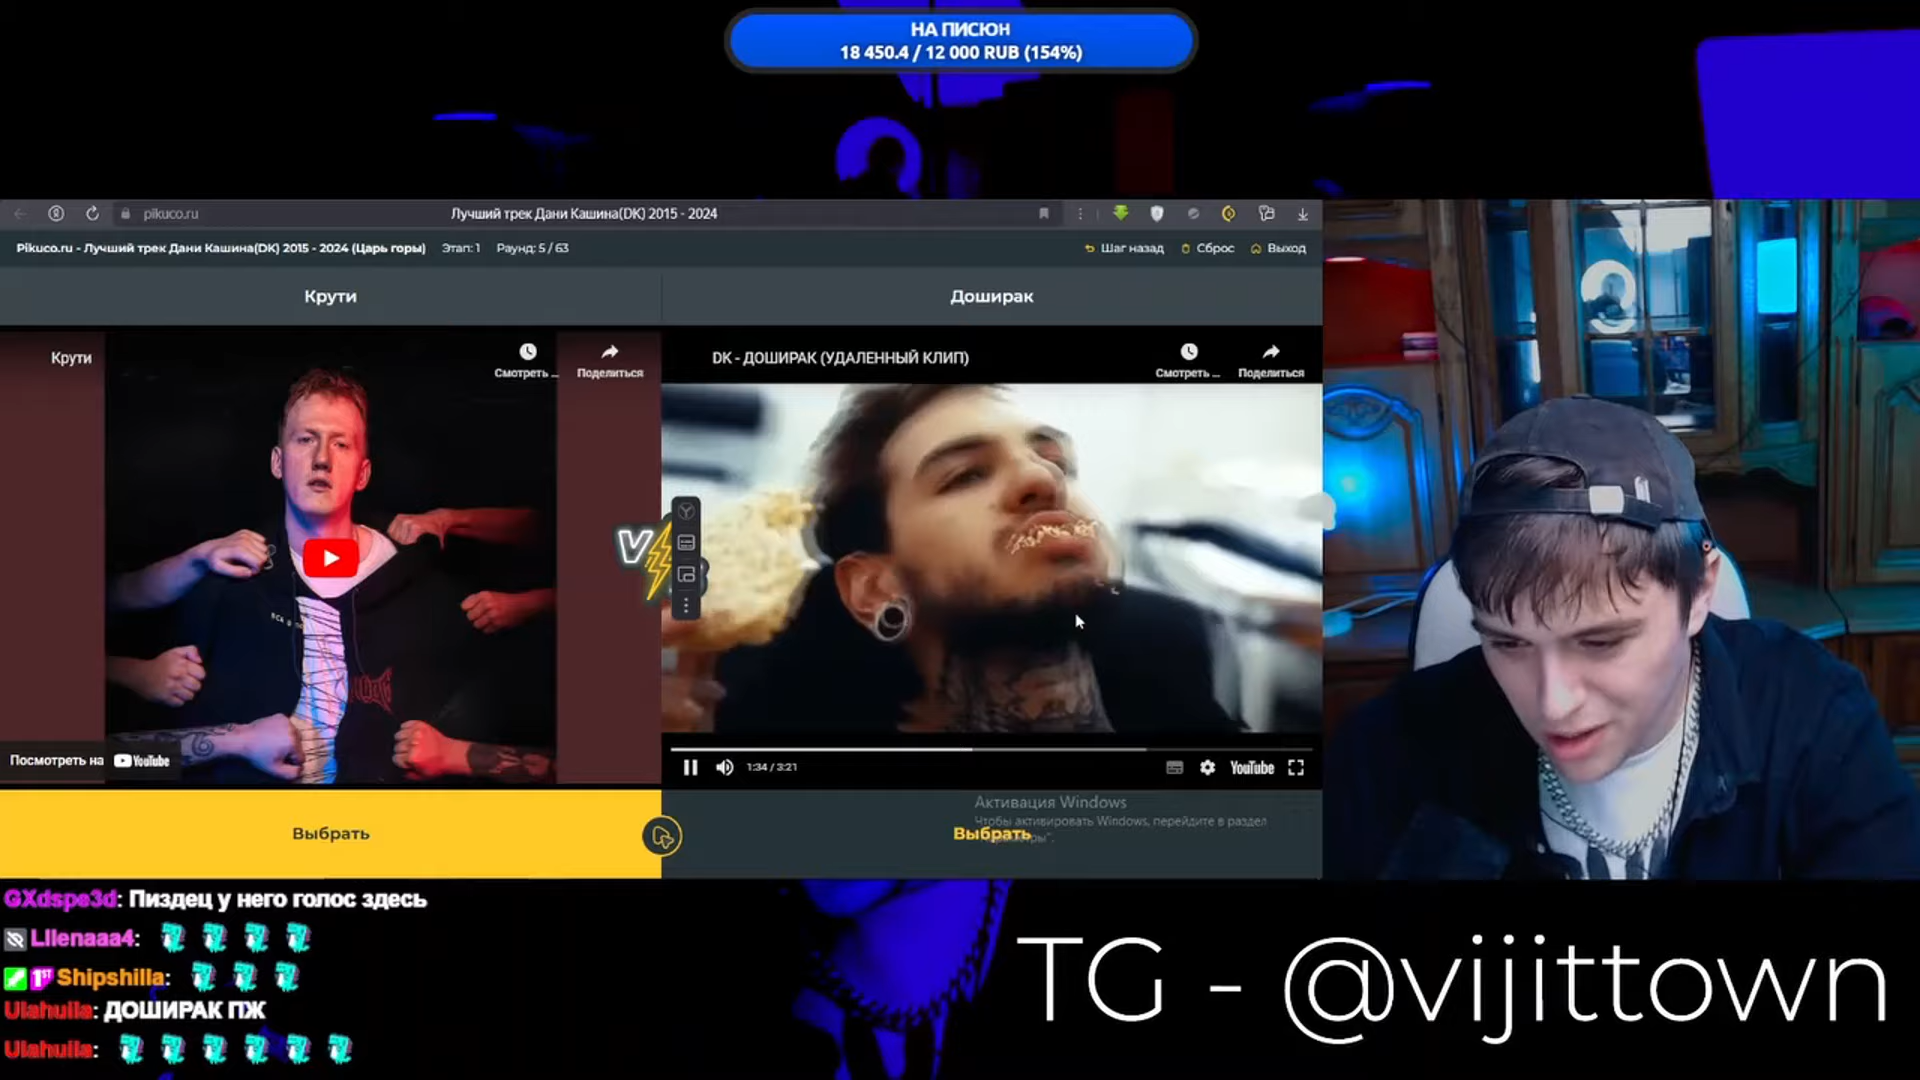 НА ПИСЮН
18 450.4 / 12 000 RUB (154%)
pikuco.ru
Лучший трек Дани Кашина(DK) 2015 - 2024
Pikuco.ru - Лучший трек Дани Кашина(DK) 2015 - 2024 (Царь горы) Этап: 1 Раунд: 5 / 63
Шаг назад Сброс Выход
Крути
Доширак
Крути
Смотреть ...
Поделиться
DK - ДОШИРАК (УДАЛЕННЫЙ КЛИП)
Смотреть ...
Поделиться
V
Посмотреть на YouTube
1:34 / 3:21
YouTube
Выбрать
Активация Windows
Чтобы активировать Windows, перейдите в раздел
Выбрать
GXdspe3d: Пиздец у него голос здесь
Lilenaaa4:
1ST Shipshilla:
Ulahuila: ДОШИРАК ПЖ
Ulahuila:
TG - @vijittown